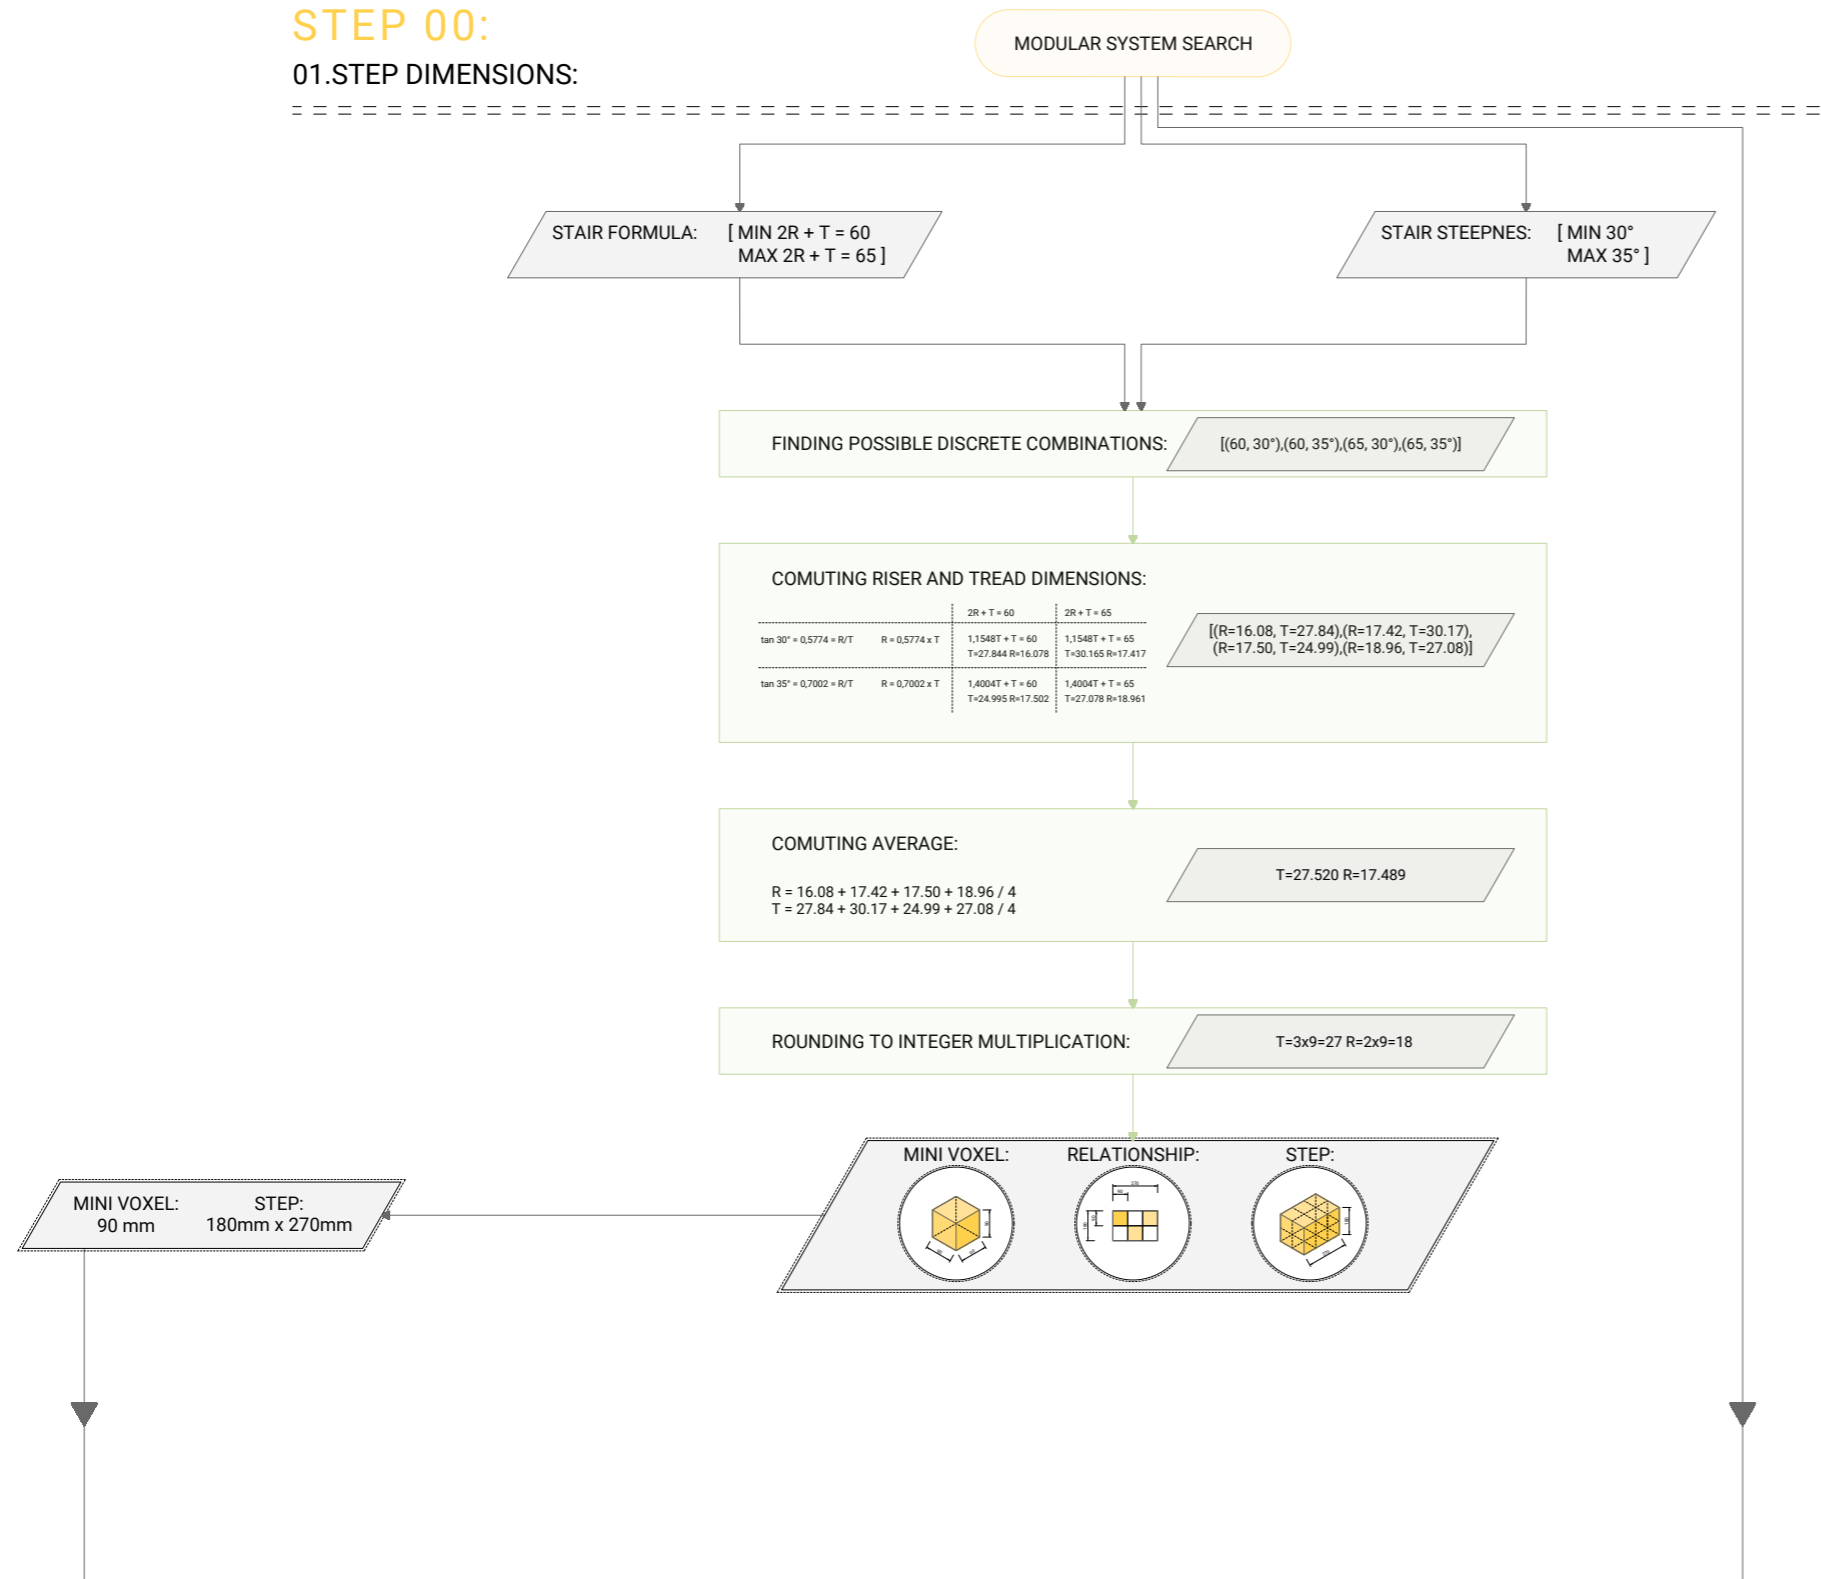 STEP 00:
01.STEP DIMENSIONS:
MODULAR SYSTEM SEARCH
STAIR FORMULA: [ MIN 2R + T = 60
MAX 2R + T = 65 ]
STAIR STEEPNES: [ MIN 30°
MAX 35° ]
FINDING POSSIBLE DISCRETE COMBINATIONS: [(60, 30°),(60, 35°),(65, 30°),(65, 35°)]
COMUTING RISER AND TREAD DIMENSIONS:
2R + T = 60 2R + T = 65
tan 30° = 0,5774 = R/T R = 0,5774 x T 1,1548T + T = 60 1,1548T + T = 65
T=27.844 R=16.078 T=30.165 R=17.417
tan 35° = 0,7002 = R/T R = 0,7002 x T 1,4004T + T = 60 1,4004T + T = 65
T=24.995 R=17.502 T=27.078 R=18.961
[(R=16.08, T=27.84),(R=17.42, T=30.17),
(R=17.50, T=24.99),(R=18.96, T=27.08)]
COMUTING AVERAGE:
R = 16.08 + 17.42 + 17.50 + 18.96 / 4
T = 27.84 + 30.17 + 24.99 + 27.08 / 4
T=27.520 R=17.489
ROUNDING TO INTEGER MULTIPLICATION: T=3x9=27 R=2x9=18
MINI VOXEL: RELATIONSHIP: STEP:
MINI VOXEL: STEP:
90 mm 180mm x 270mm